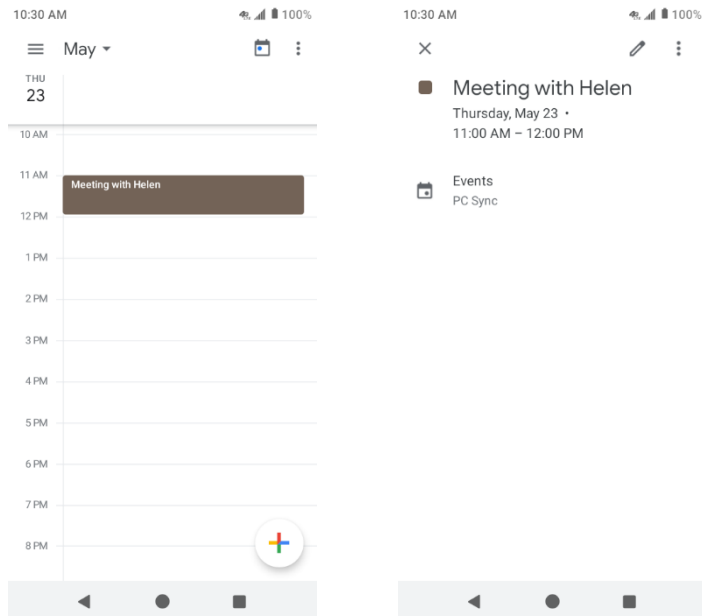 10:30 AM 100%
May
THU
23
10 AM
11 AM
Meeting with Helen
12 PM
1 PM
2 PM
3 PM
4 PM
5 PM
6 PM
7 PM
8 PM
10:30 AM 100%
Meeting with Helen
Thursday, May 23 •
11:00 AM – 12:00 PM
Events
PC Sync